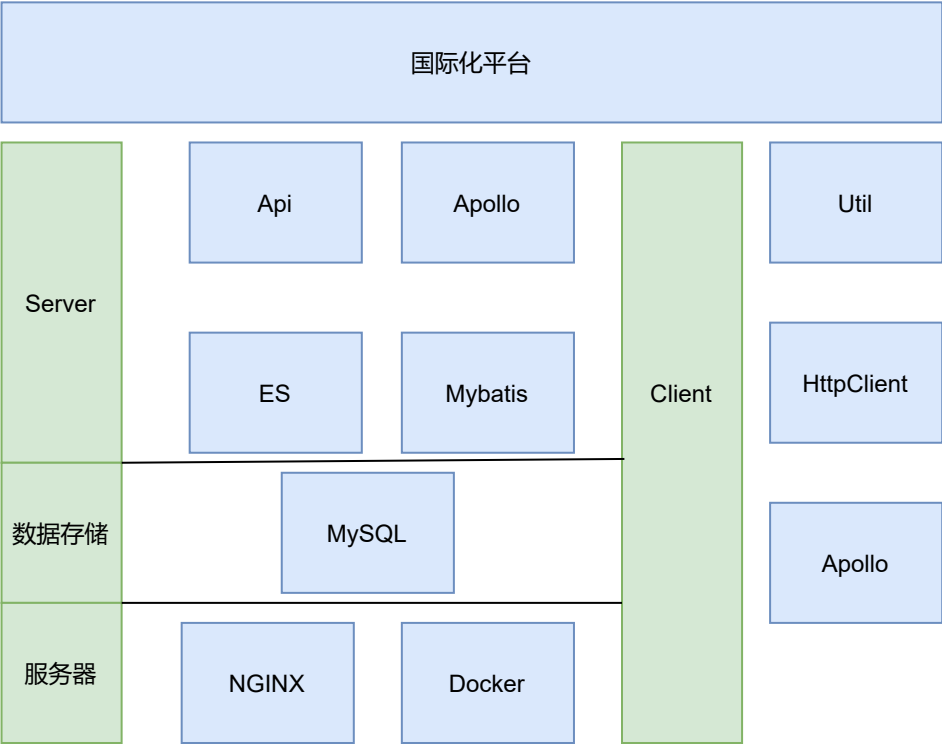 国际化平台
Server
Api
Apollo
ES
Mybatis
数据存储
MySQL
服务器
NGINX
Docker
Client
Util
HttpClient
Apollo